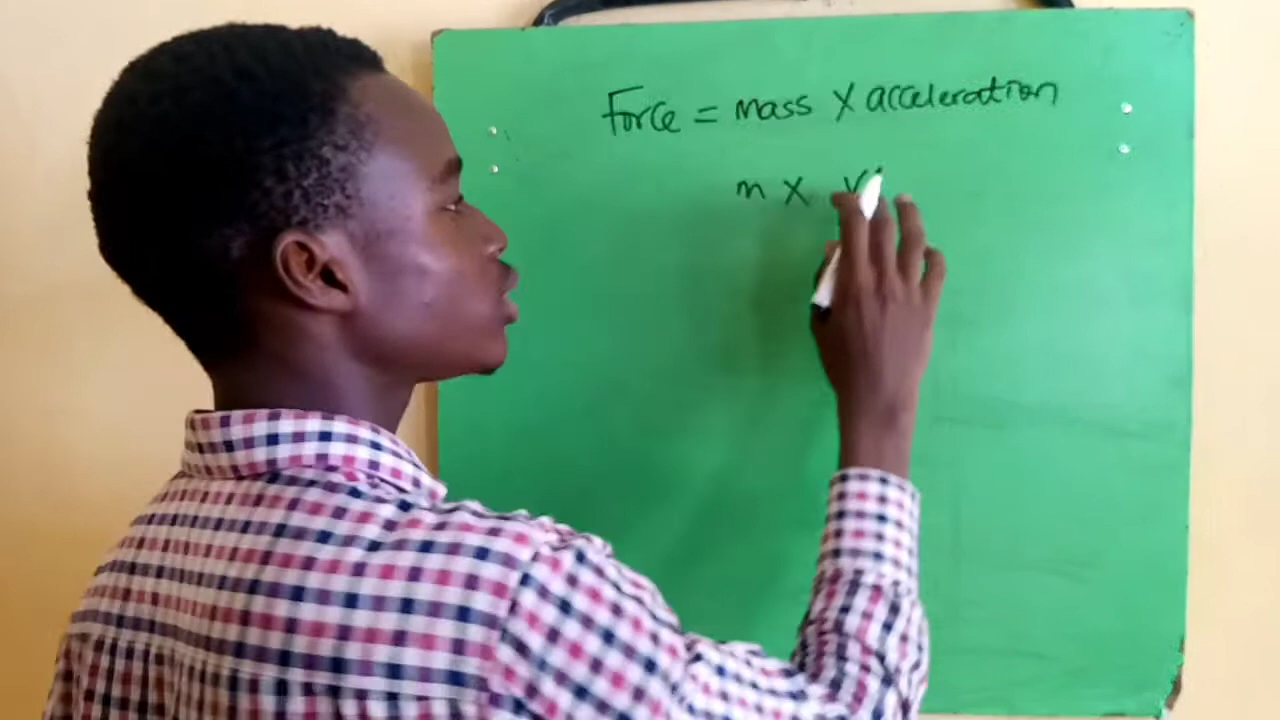 Force = mass X acceleration
m X V